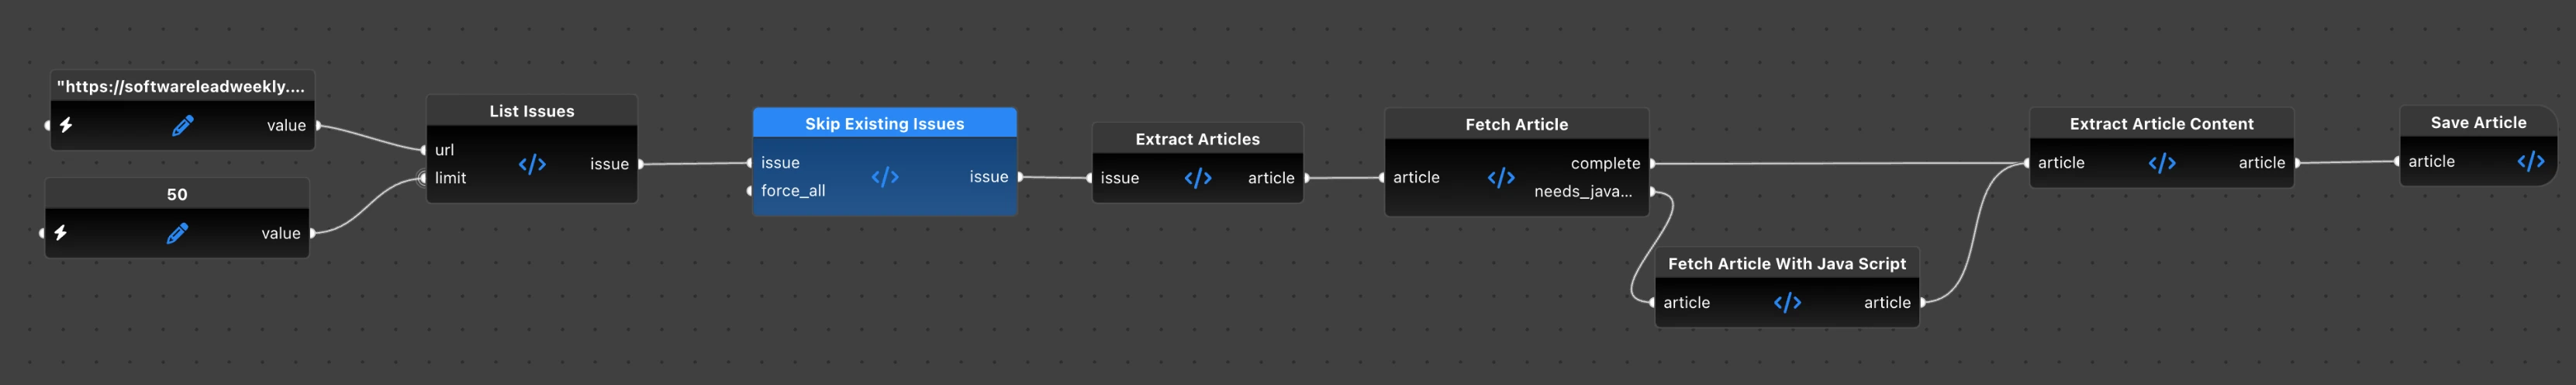 "https://softwareleadweekly....
value
50
value
List Issues
url
limit
issue
Skip Existing Issues
issue
force_all
issue
Extract Articles
issue
article
Fetch Article
article
complete
needs_java...
Fetch Article With Java Script
article
article
Extract Article Content
article
article
Save Article
article